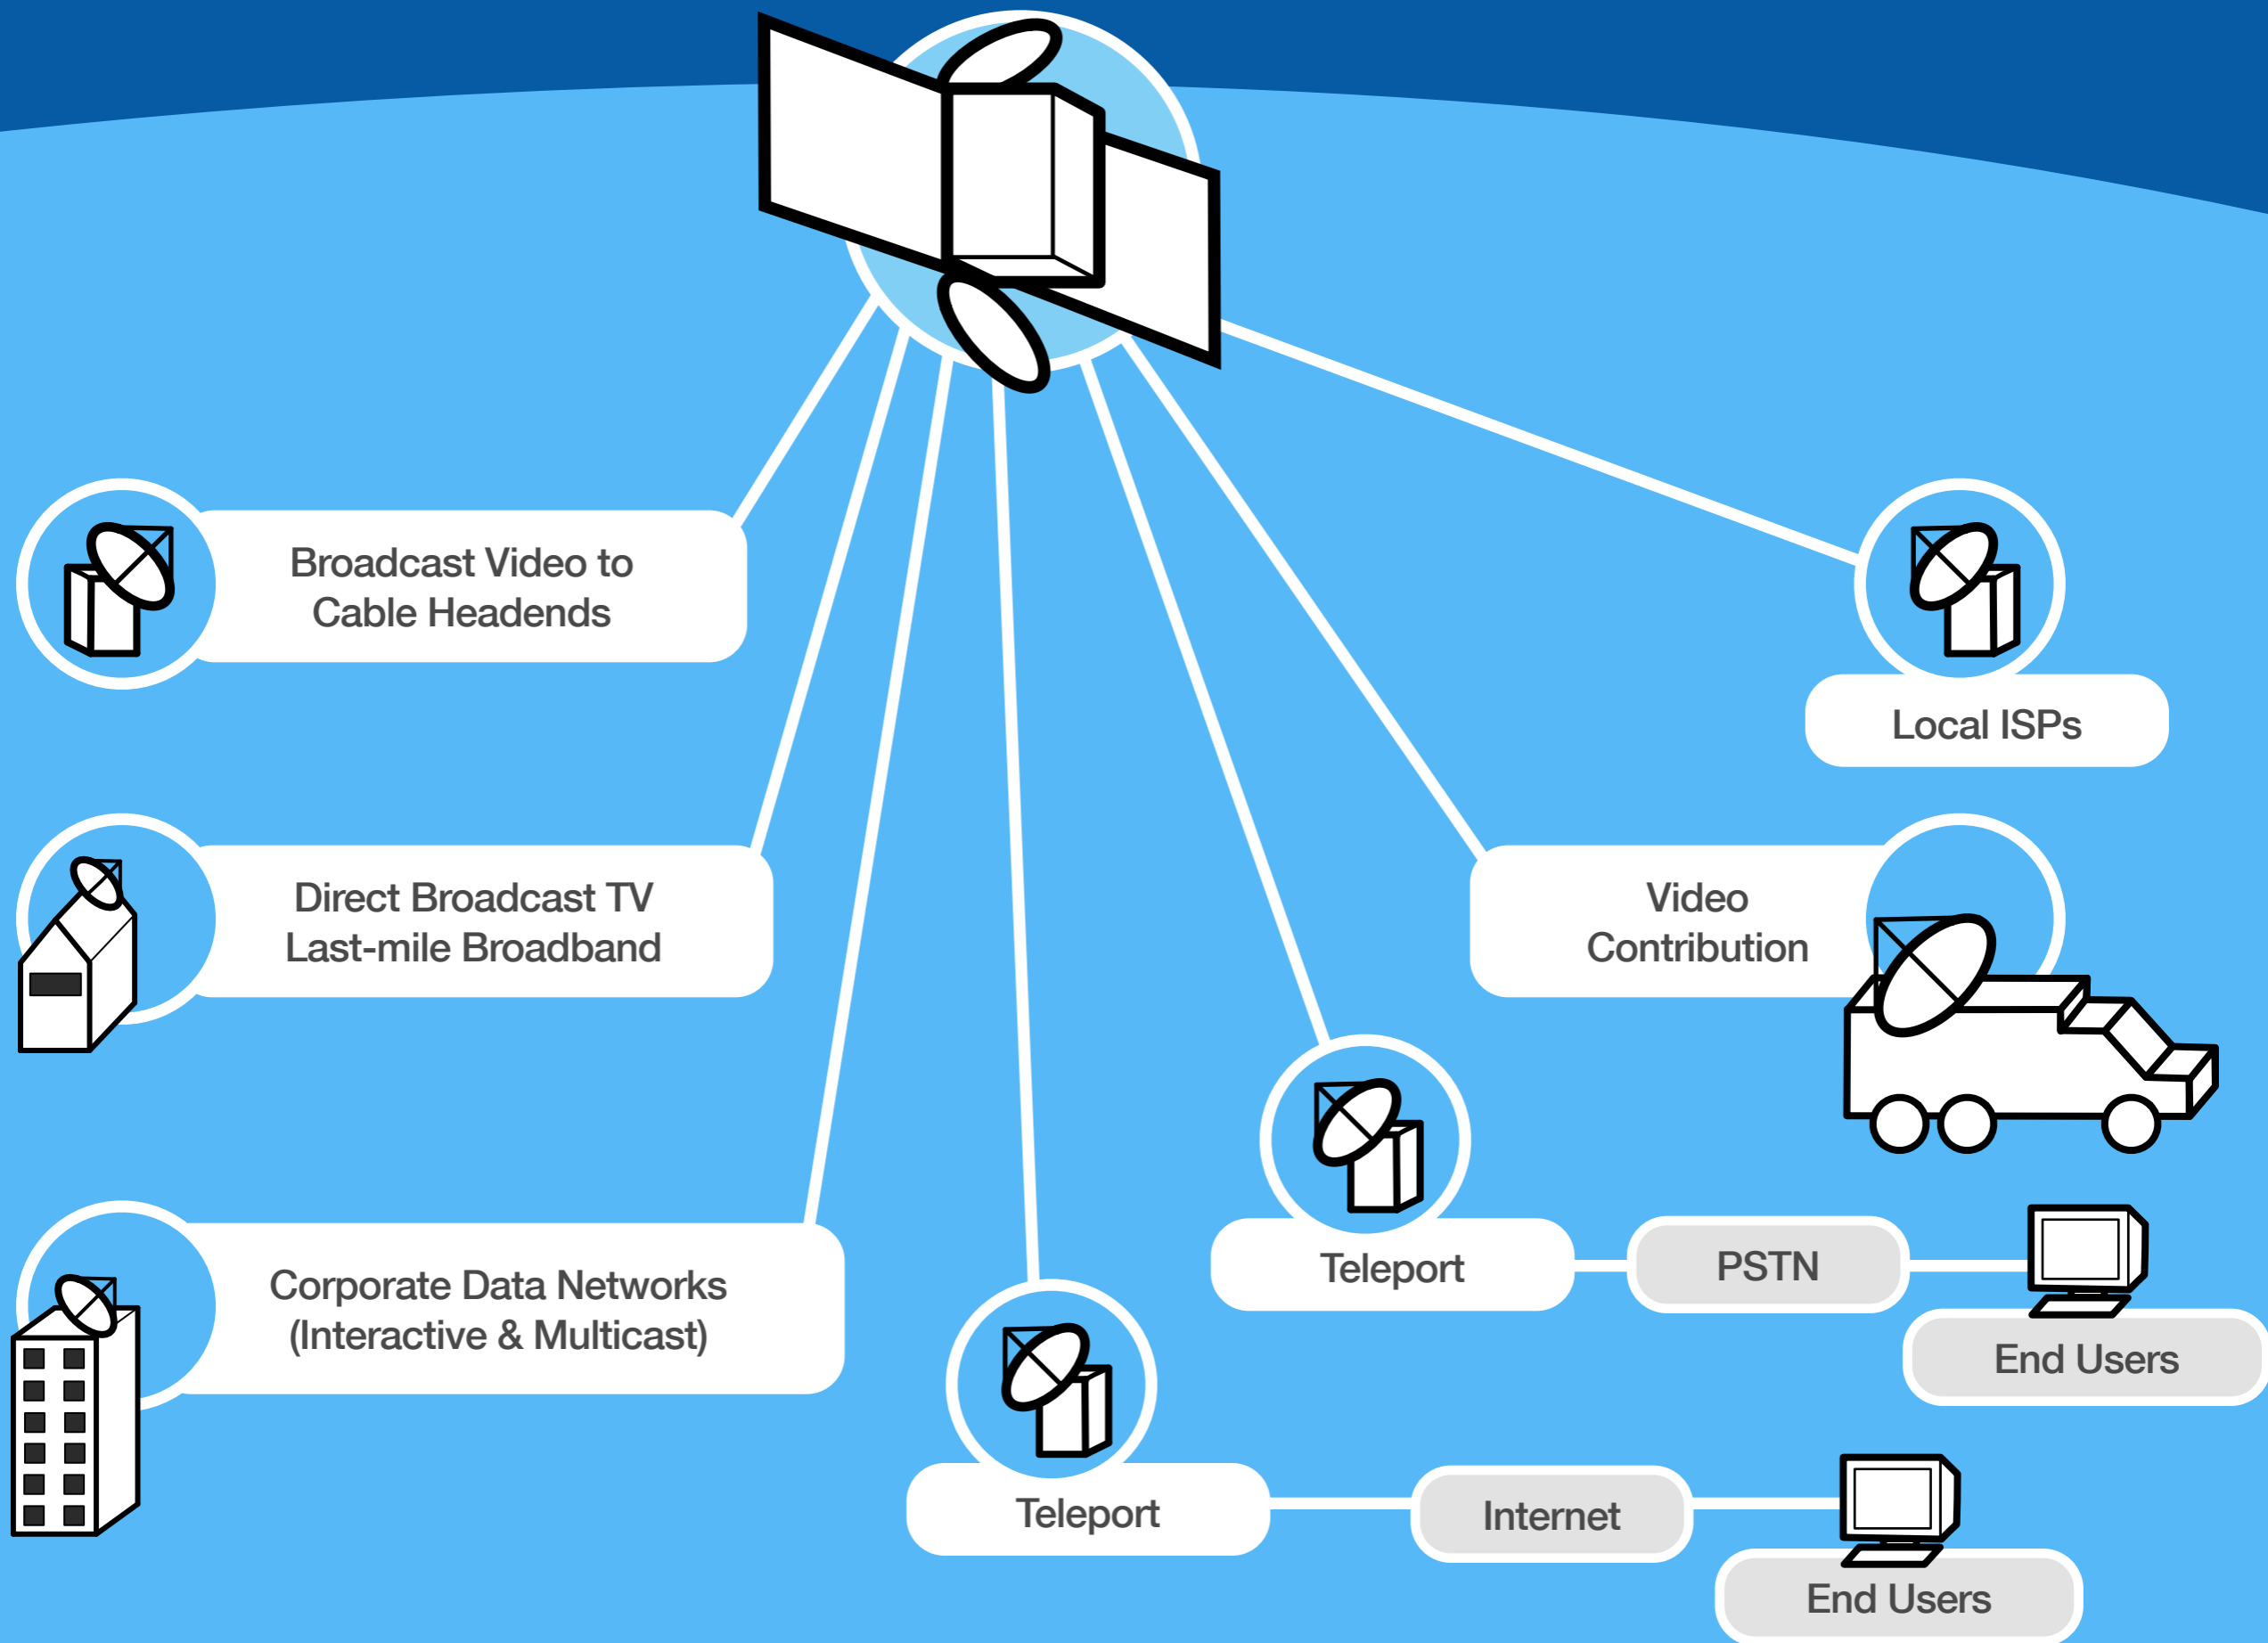 Broadcast Video to
Cable Headends
Local ISPs
Direct Broadcast TV
Last-mile Broadband
Video
Contribution
Corporate Data Networks
(Interactive & Multicast)
Teleport
PSTN
End Users
Teleport
Internet
End Users